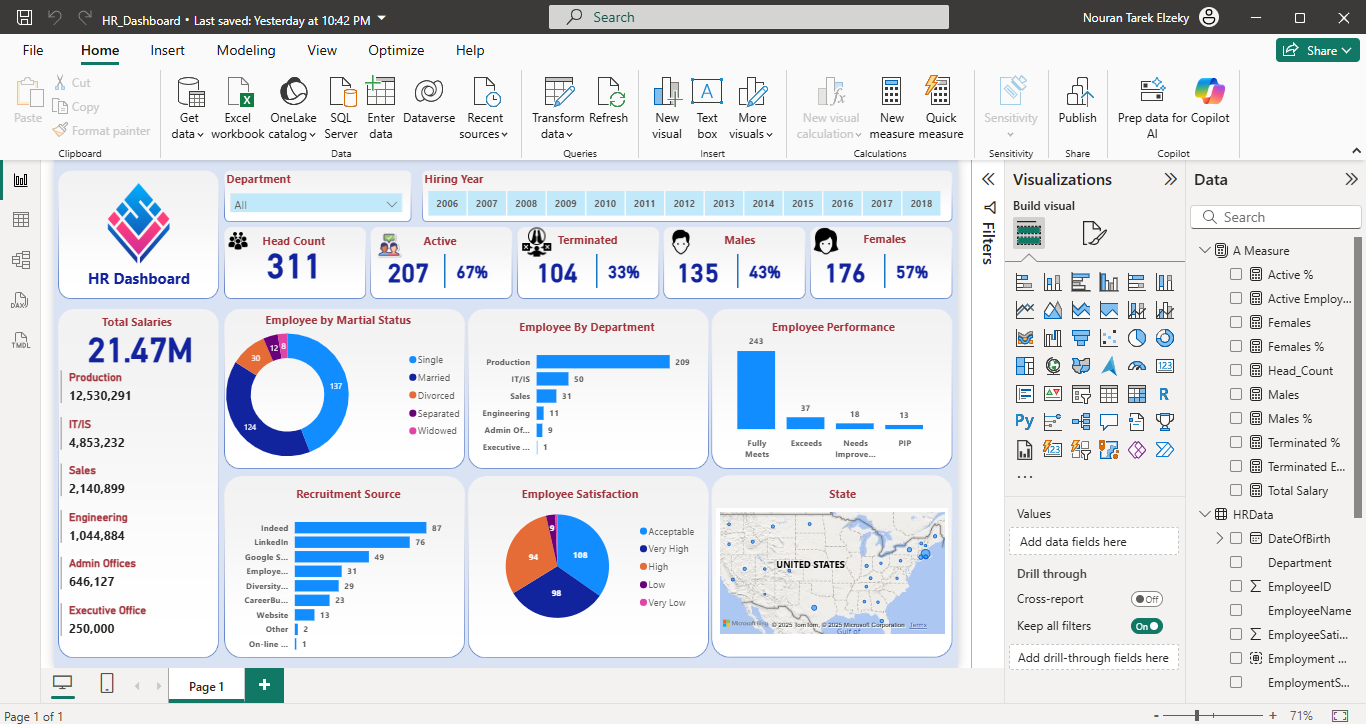 HR_Dashboard • Last saved: Yesterday at 10:42 PM
Search
Nouran Tarek Elzeky
File
Home
Insert
Modeling
View
Optimize
Help
Share
Paste
Cut
Copy
Format painter
Clipboard
Get data
Excel workbook
OneLake catalog
SQL Server
Enter data
Dataverse
Recent sources
Data
Transform data
Refresh
Queries
New visual
Text box
More visuals
Insert
New visual calculation
New measure
Quick measure
Calculations
Sensitivity
Sensitivity
Publish
Share
Prep data for AI
Copilot
Copilot
HR Dashboard
Department
All
Hiring Year
2006 2007 2008 2009 2010 2011 2012 2013 2014 2015 2016 2017 2018
Head Count
311
Active
207 67%
Terminated
104 33%
Males
135 43%
Females
176 57%
Total Salaries
21.47M
Production
12,530,291
IT/IS
4,853,232
Sales
2,140,899
Engineering
1,044,884
Admin Offices
646,127
Executive Office
250,000
Employee by Martial Status
137
124
30
12
8
Single
Married
Divorced
Separated
Widowed
Employee By Department
Production 209
IT/IS 50
Sales 31
Engineering 11
Admin Of... 9
Executive ... 1
Employee Performance
243
37
18
13
Fully Meets
Exceeds
Needs Improve...
PIP
Recruitment Source
Indeed 87
LinkedIn 76
Google S... 49
Employe... 31
Diversity... 29
CareerBu... 23
Website 13
Other 2
On-line ... 1
Employee Satisfaction
108
98
94
9
Acceptable
Very High
High
Low
Very Low
State
UNITED STATES
Microsoft Bing
© 2025 TomTom, © 2025 Microsoft Corporation Terms
Gulf of
Filters
Visualizations
Build visual
123
R
Py
123
...
Values
Add data fields here
Drill through
Cross-report
Off
Keep all filters
On
Add drill-through fields here
Data
Search
A Measure
Active %
Active Employ...
Females
Females %
Head_Count
Males
Males %
Terminated %
Terminated E...
Total Salary
HRData
DateOfBirth
Department
EmployeeID
EmployeeName
EmployeeSati...
Employment ...
EmploymentS...
DAX
TMDL
Page 1
Page 1 of 1
- + 71%